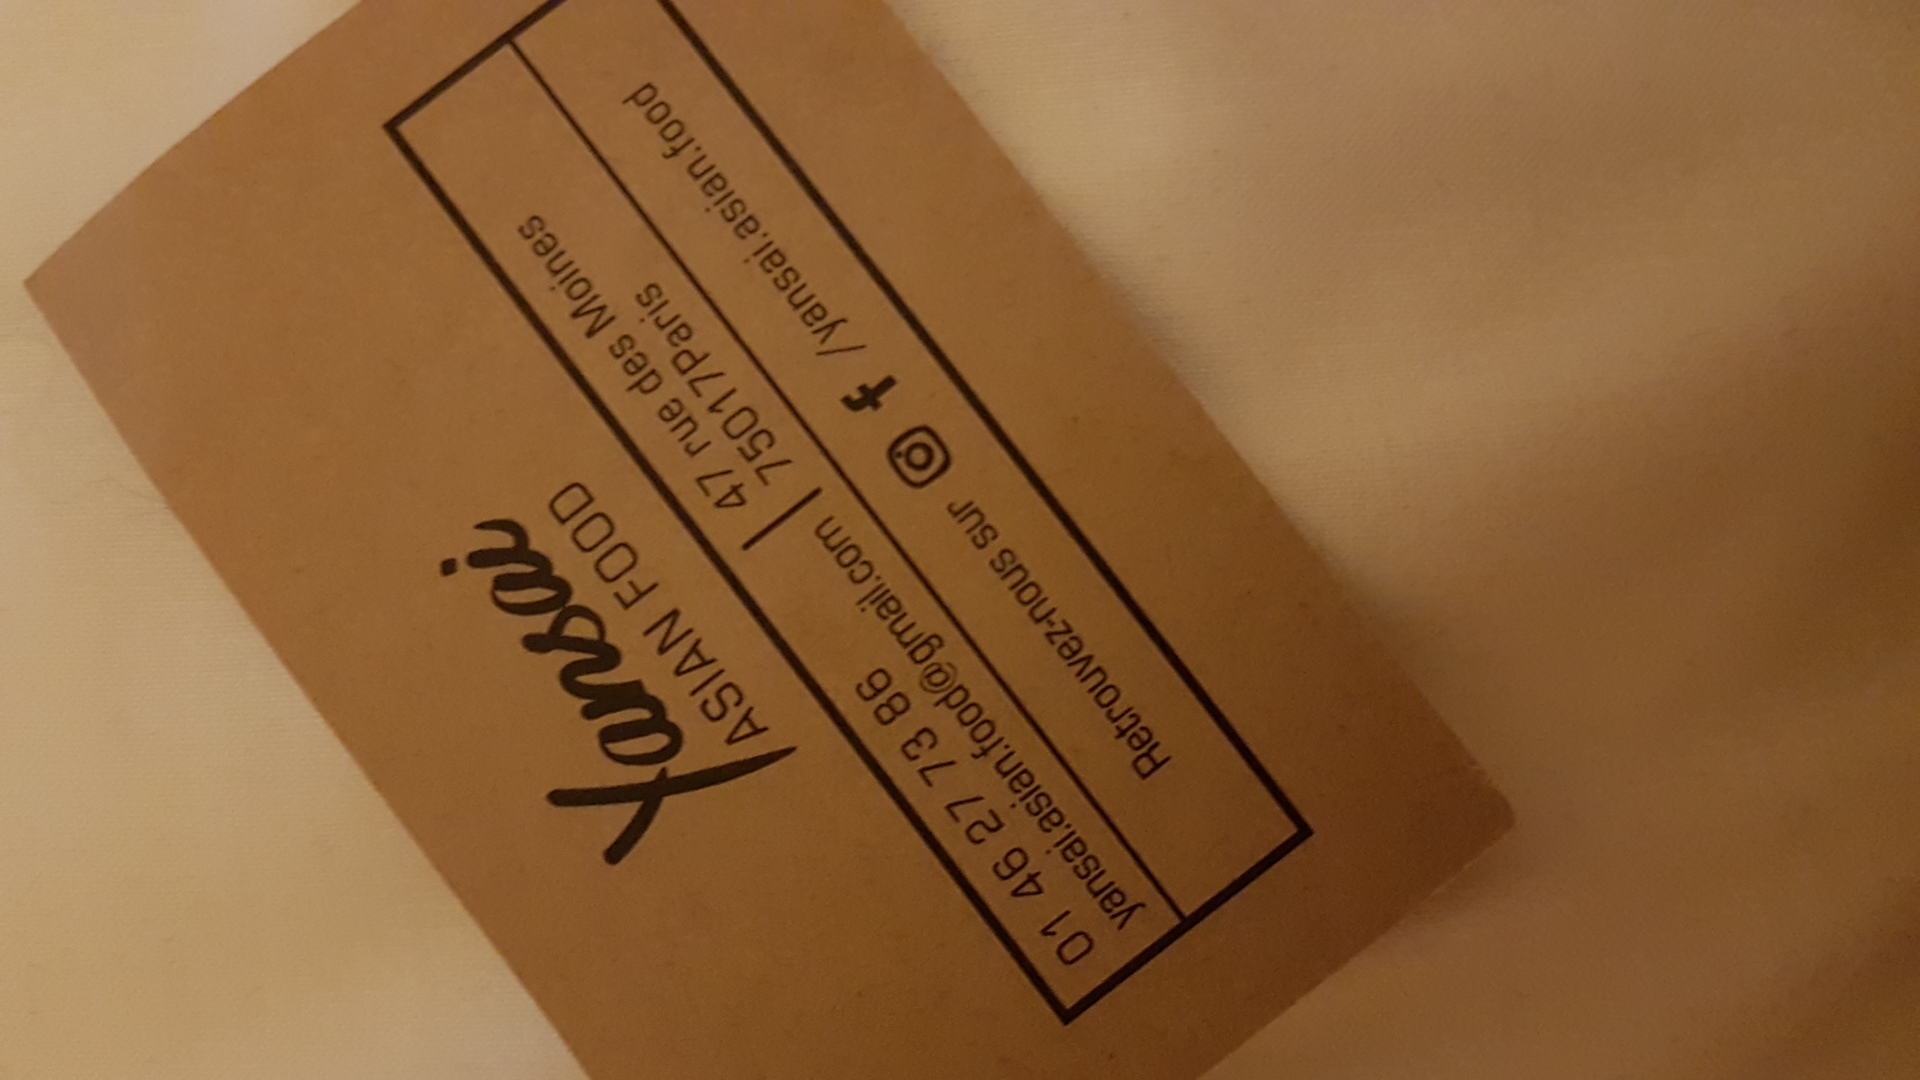 Yansai
ASIAN FOOD
01 46 27 73 86
yansai.asian.food@gmail.com
47 rue des Moines
75017Paris
Retrouvez-nous sur f /yansai.asian.food